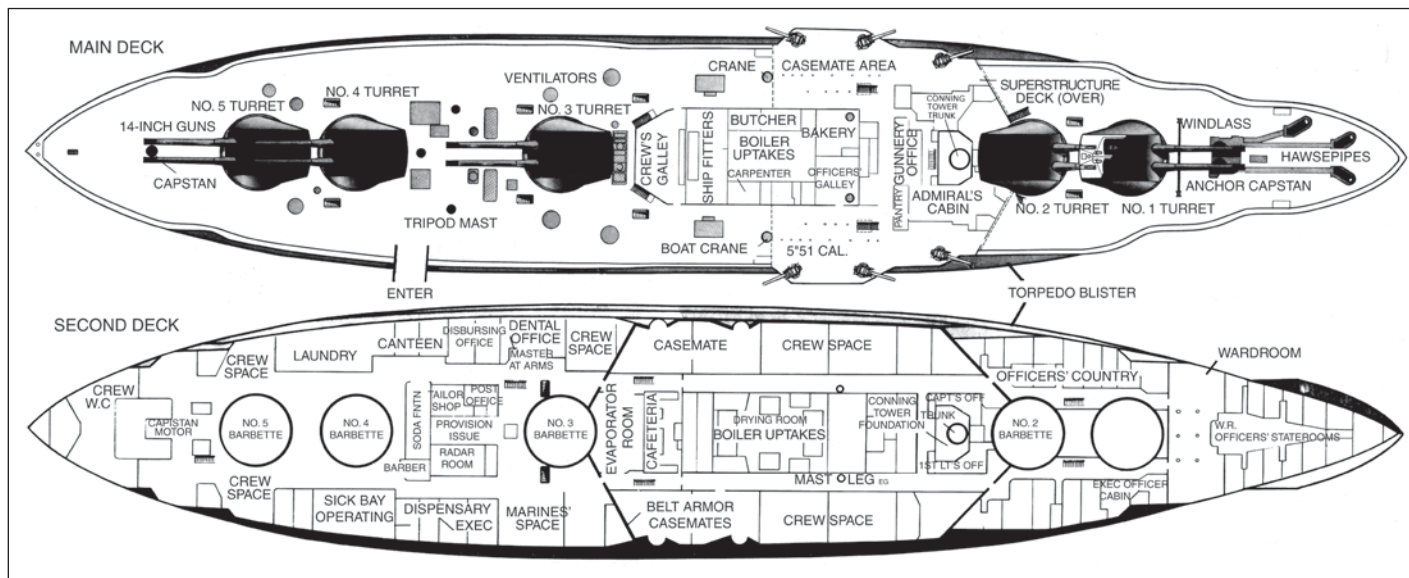 MAIN DECK
NO. 5 TURRET
14-INCH GUNS
CAPSTAN
NO. 4 TURRET
VENTILATORS
NO. 3 TURRET
TRIPOD MAST
ENTER
CREW'S
GALLEY
SHIP FITTERS
CRANE
BUTCHER
BOILER
UPTAKES
CARPENTER
BAKERY
OFFICERS'
GALLEY
BOAT CRANE
CASEMATE AREA
5"51 CAL.
PANTRY
GUNNERY
OFFICE
CONNING
TOWER
TRUNK
ADMIRAL'S
CABIN
SUPERSTRUCTURE
DECK (OVER)
NO. 2 TURRET
NO. 1 TURRET
WINDLASS
HAWSEPIPES
ANCHOR CAPSTAN
TORPEDO BLISTER
SECOND DECK
CREW
W.C
CAPISTAN
MOTOR
CREW
SPACE
CREW
SPACE
LAUNDRY
CANTEEN
DISBURSING
OFFICE
DENTAL
OFFICE
MASTER
AT ARMS
CREW
SPACE
NO. 5
BARBETTE
NO. 4
BARBETTE
SODA FNTN
BARBER
TAILOR
SHOP
POST
OFFICE
PROVISION
ISSUE
RADAR
ROOM
NO. 3
BARBETTE
SICK BAY
OPERATING
DISPENSARY
EXEC
MARINES'
SPACE
EVAPORATOR
ROOM
CAFETERIA
CASEMATE
CREW SPACE
DRYING ROOM
BOILER UPTAKES
CONNING
TOWER
FOUNDATION
CAPT'S OFF
TRUNK
1ST LT'S OFF
MAST LEG EG
BELT ARMOR
CASEMATES
CREW SPACE
OFFICERS' COUNTRY
NO. 2
BARBETTE
EXEC OFFICER
CABIN
WARDROOM
W.R.
OFFICERS' STATEROOMS